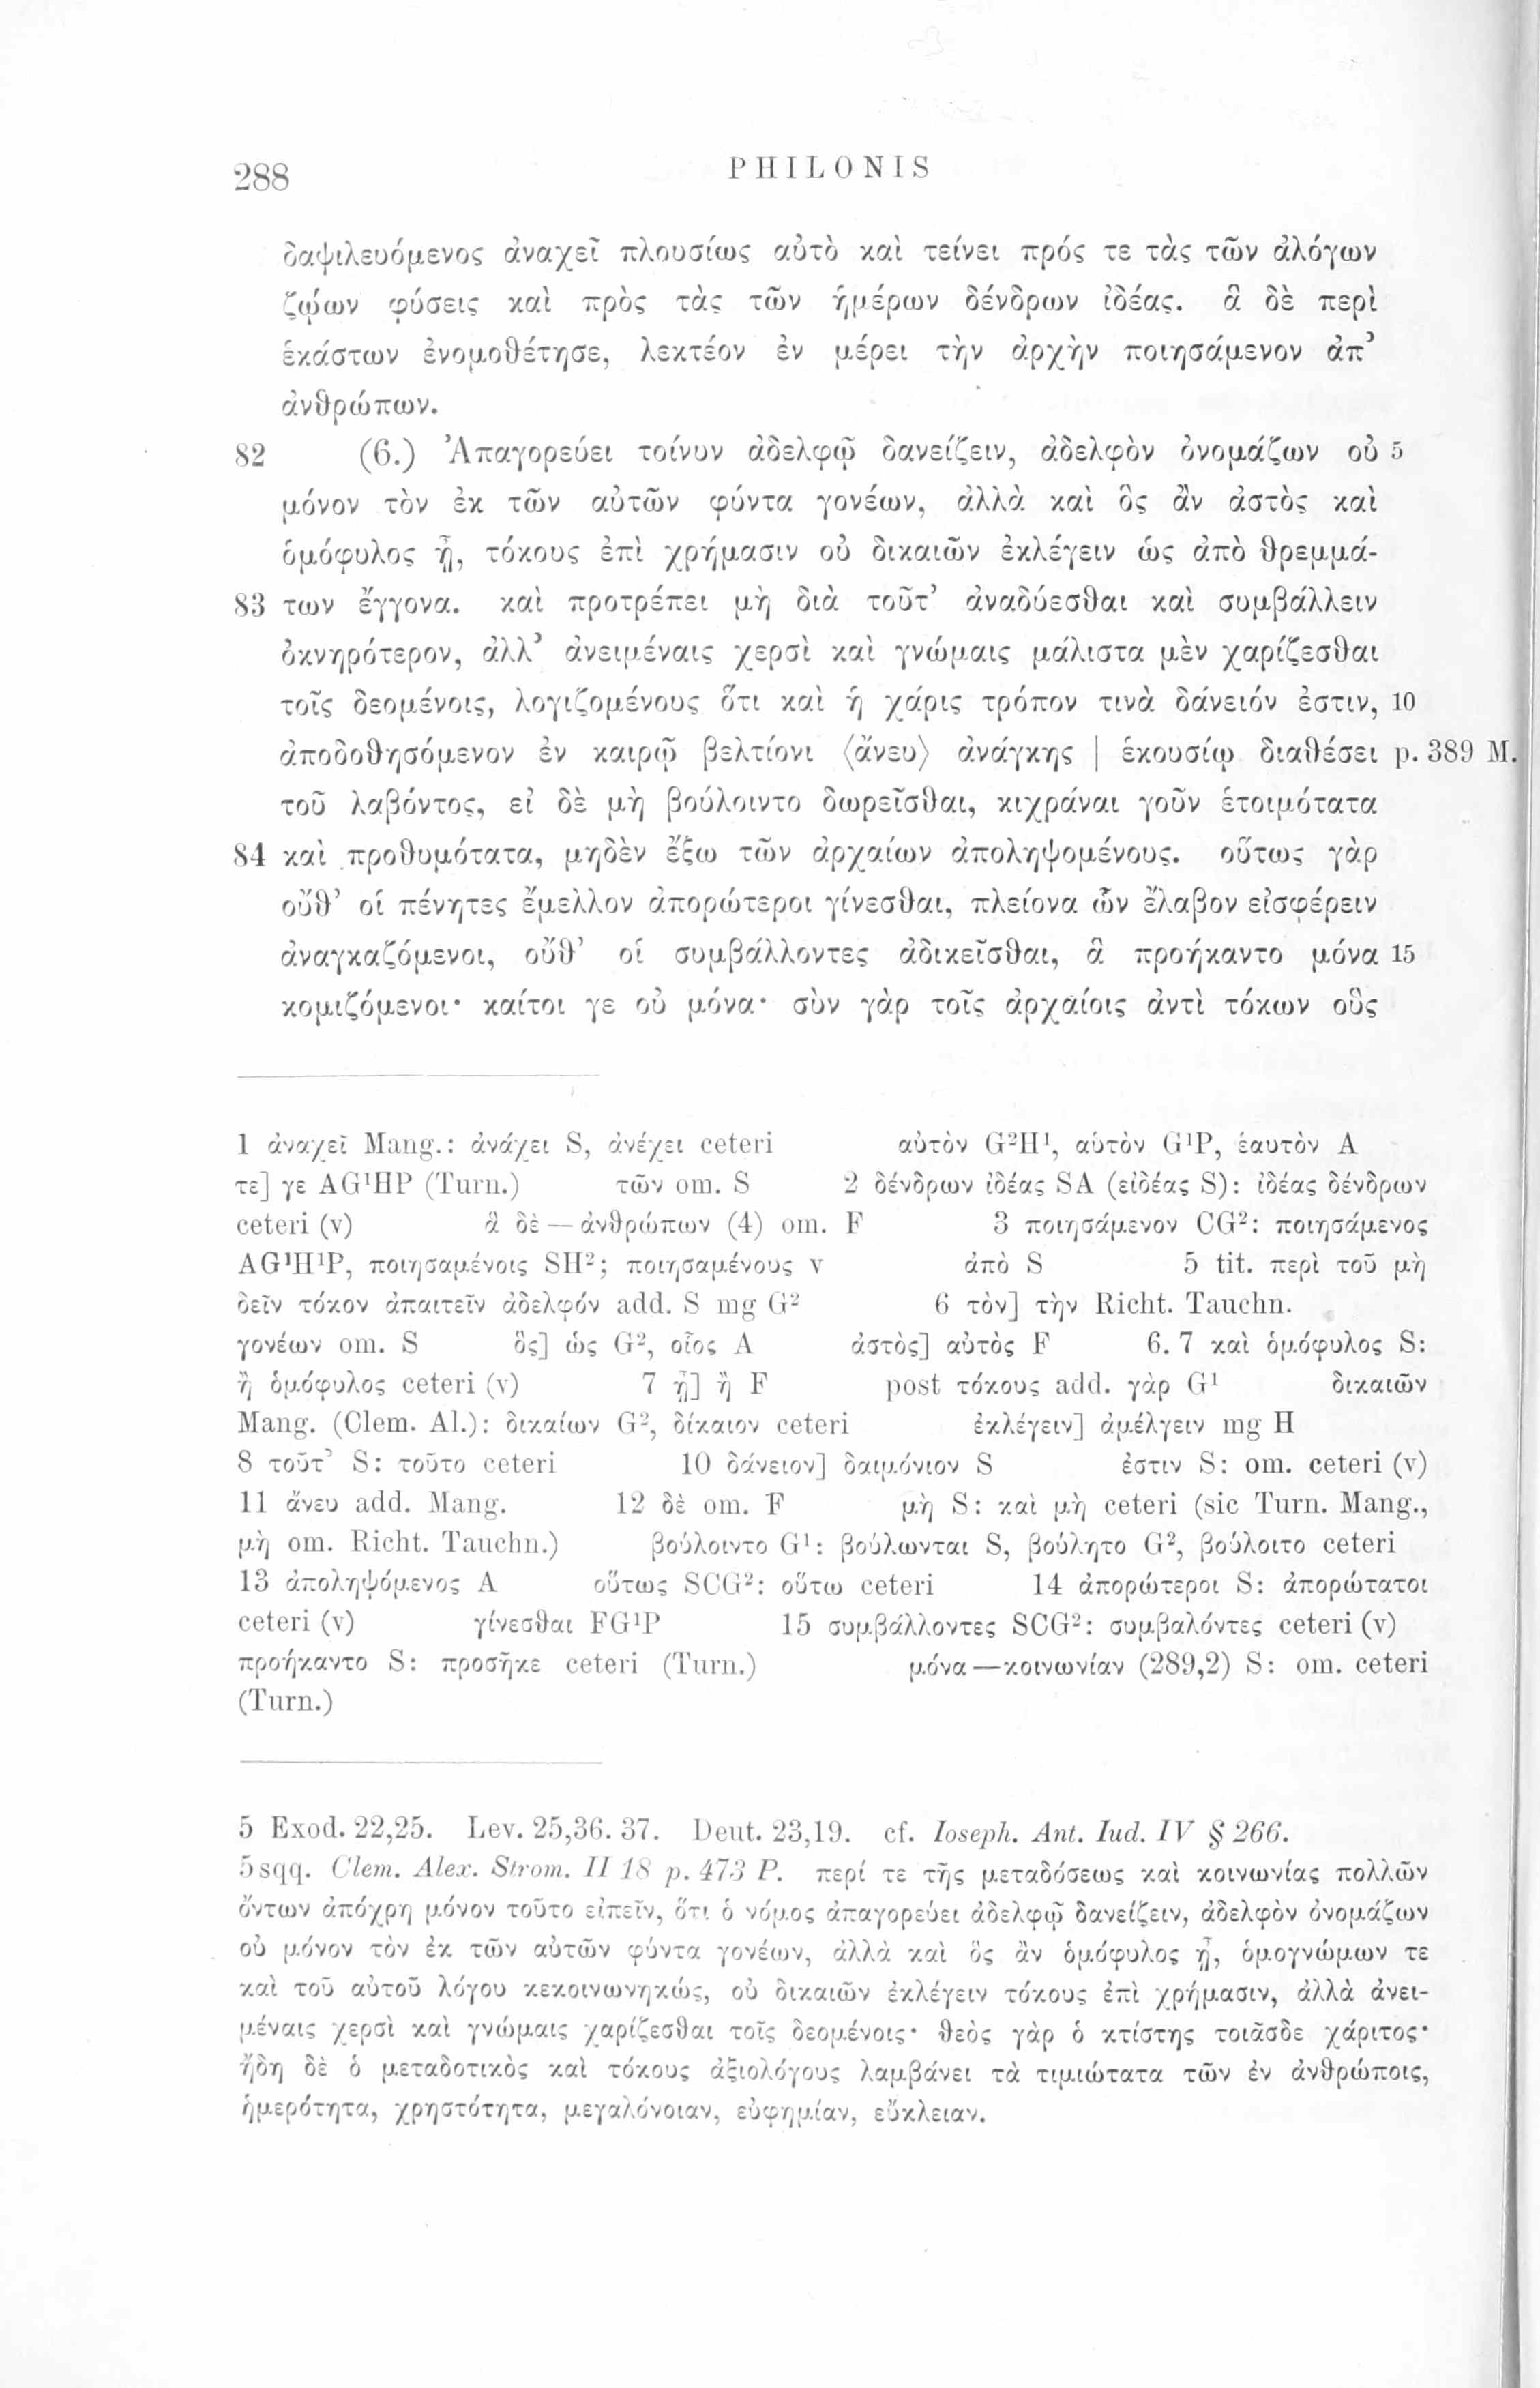 288
PHILONIS
δαψιλευόμενος ἀναχεῖ πλουσίως αὐτὸ καὶ τείνει πρός τε τὰς τῶν ἀλόγων
ζῴων φύσεις καὶ πρὸς τὰς τῶν ἡμέρων δένδρων ἰδέας. ἃ δὲ περὶ
ἑκάστων ἐνομοθέτησε, λεκτέον ἐν μέρει τὴν ἀρχὴν ποιησάμενον ἀπ’
ἀνθρώπων.
82 (6.) Ἀπαγορεύει τοίνυν ἀδελφῷ δανείζειν, ἀδελφὸν ὀνομάζων οὐ 5
μόνον τὸν ἐκ τῶν αὐτῶν φύντα γονέων, ἀλλὰ καὶ ὃς ἂν ἀστὸς καὶ
ὁμόφυλος ᾖ, τόκους ἐπὶ χρήμασιν οὐ δικαιῶν ἐκλέγειν ὡς ἀπὸ θρεμμά-
83 των ἔγγονα. καὶ προτρέπει μὴ διὰ τοῦτ’ ἀναδύεσθαι καὶ συμβάλλειν
ὀκνηρότερον, ἀλλ’ ἀνειμέναις χερσὶ καὶ γνώμαις μάλιστα μὲν χαρίζεσθαι
τοῖς δεομένοις, λογιζομένους ὅτι καὶ ἡ χάρις τρόπον τινὰ δάνειόν ἐστιν, 10
ἀποδοθησόμενον ἐν καιρῷ βελτίονι ⟨ἄνευ⟩ ἀνάγκης | ἑκουσίῳ διαθέσει p. 389 M.
τοῦ λαβόντος, εἰ δὲ μὴ βούλοιντο δωρεῖσθαι, κιχράναι γοῦν ἑτοιμότατα
84 καὶ προθυμότατα, μηδὲν ἔξω τῶν ἀρχαίων ἀποληψομένους. οὕτως γὰρ
οὔθ’ οἱ πένητες ἔμελλον ἀπορώτεροι γίνεσθαι, πλείονα ὧν ἔλαβον εἰσφέρειν
ἀναγκαζόμενοι, οὔθ’ οἱ συμβάλλοντες ἀδικεῖσθαι, ἃ προήκαντο μόνα 15
κομιζόμενοι· καίτοι γε οὐ μόνα· σὺν γὰρ τοῖς ἀρχαίοις ἀντὶ τόκων οὓς
1 ἀναχεῖ Mang.: ἀνάχει S, ἀνέχει ceteri αὐτὸν G²H¹, αὑτὸν G¹P, ἑαυτὸν A
τε] γε AG¹HP (Turn.) τῶν om. S 2 δένδρων ἰδέας SA (εἰδέας S): ἰδέας δένδρων
ceteri (v) ἃ δὲ — ἀνθρώπων (4) om. F 3 ποιησάμενον CG²: ποιησάμενος
AG¹H¹P, ποιησαμένοις SH²; ποιησαμένους v ἀπὸ S 5 tit. περὶ τοῦ μὴ
δεῖν τόκον ἀπαιτεῖν ἀδελφόν add. S mg G² 6 τὸν] τὴν Richt. Tauchn.
γονέων om. S ὃς] ὡς G², οἷος A ἀστὸς] αὐτὸς F 6. 7 καὶ ὁμόφυλος S:
ἢ ὁμόφυλος ceteri (v) 7 ᾖ] ἢ F post τόκους add. γὰρ G¹ δικαιῶν
Mang. (Clem. Al.): δικαίων G², δίκαιον ceteri ἐκλέγειν] ἀμέλγειν mg H
8 τοῦτ’ S: τοῦτο ceteri 10 δάνειον] δαιμόνιον S ἐστιν S: om. ceteri (v)
11 ἄνευ add. Mang. 12 δὲ om. F μὴ S: καὶ μὴ ceteri (sic Turn. Mang.,
μὴ om. Richt. Tauchn.) βούλοιντο G¹: βούλωνται S, βούλητο G², βούλοιτο ceteri
13 ἀποληψόμενος A οὕτως SCG²: οὕτω ceteri 14 ἀπορώτεροι S: ἀπορώτατοι
ceteri (v) γίνεσθαι FG¹P 15 συμβάλλοντες SCG²: συμβαλόντες ceteri (v)
προήκαντο S: προσῆκε ceteri (Turn.) μόνα — κοινωνίαν (289,2) S: om. ceteri
(Turn.)
5 Exod. 22,25. Lev. 25,36. 37. Deut. 23,19. cf. Ioseph. Ant. Iud. IV § 266.
5 sqq. Clem. Alex. Strom. II 18 p. 473 P. περί τε τῆς μεταδόσεως καὶ κοινωνίας πολλῶν
ὄντων ἀπόχρη μόνον τοῦτο εἰπεῖν, ὅτι ὁ νόμος ἀπαγορεύει ἀδελφῷ δανείζειν, ἀδελφὸν ὀνομάζων
οὐ μόνον τὸν ἐκ τῶν αὐτῶν φύντα γονέων, ἀλλὰ καὶ ὃς ἂν ὁμόφυλος ᾖ, ὁμογνώμων τε
καὶ τοῦ αὐτοῦ λόγου κεκοινωνηκώς, οὐ δικαιῶν ἐκλέγειν τόκους ἐπὶ χρήμασιν, ἀλλὰ ἀνει-
μέναις χερσὶ καὶ γνώμαις χαρίζεσθαι τοῖς δεομένοις· θεὸς γὰρ ὁ κτίστης τοιᾶσδε χάριτος·
ἤδη δὲ ὁ μεταδοτικὸς καὶ τόκους ἀξιολόγους λαμβάνει τὰ τιμιώτατα τῶν ἐν ἀνθρώποις,
ἡμερότητα, χρηστότητα, μεγαλόνοιαν, εὐφημίαν, εὔκλειαν.